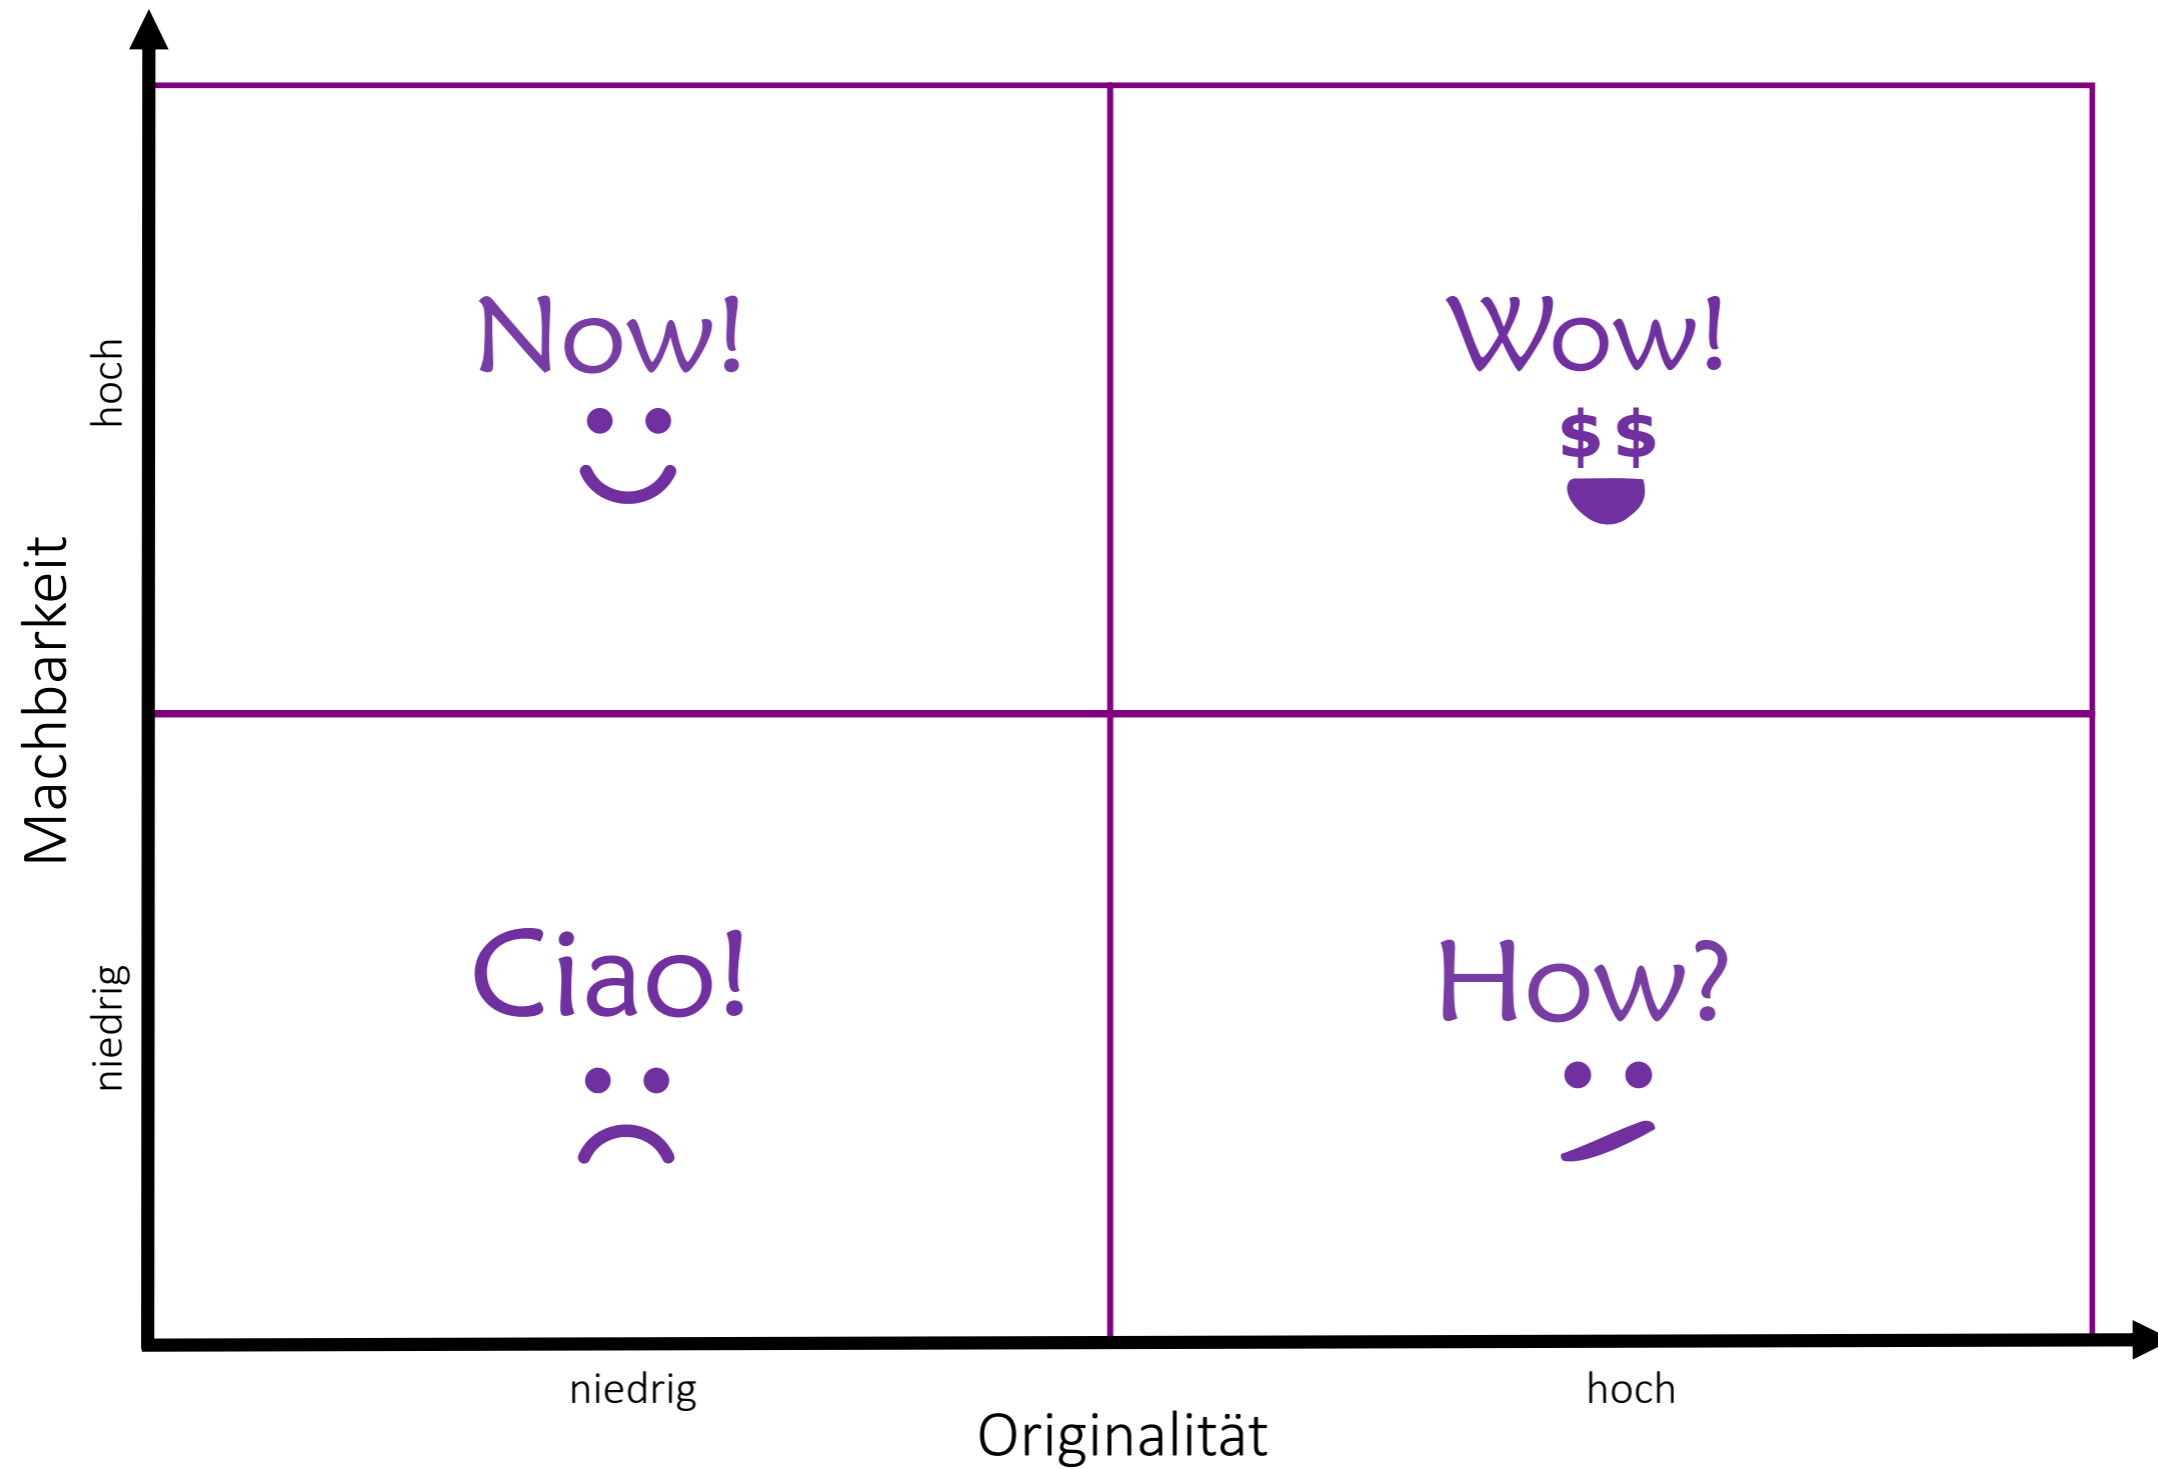 Machbarkeit
hoch
niedrig
Now!
Wow!
$ $
Ciao!
How?
niedrig
hoch
Originalität